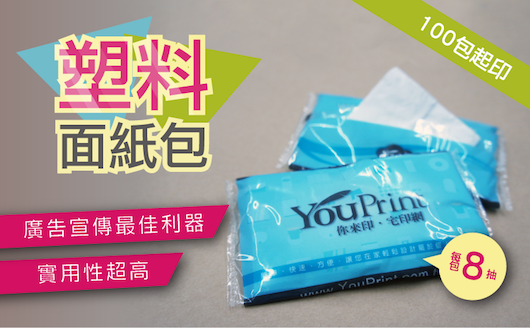 100包起印
塑料
面紙包
廣告宣傳最佳利器
實用性超高
YouPrint
你來印·宅印網
www.YouPrint.com
每包8抽